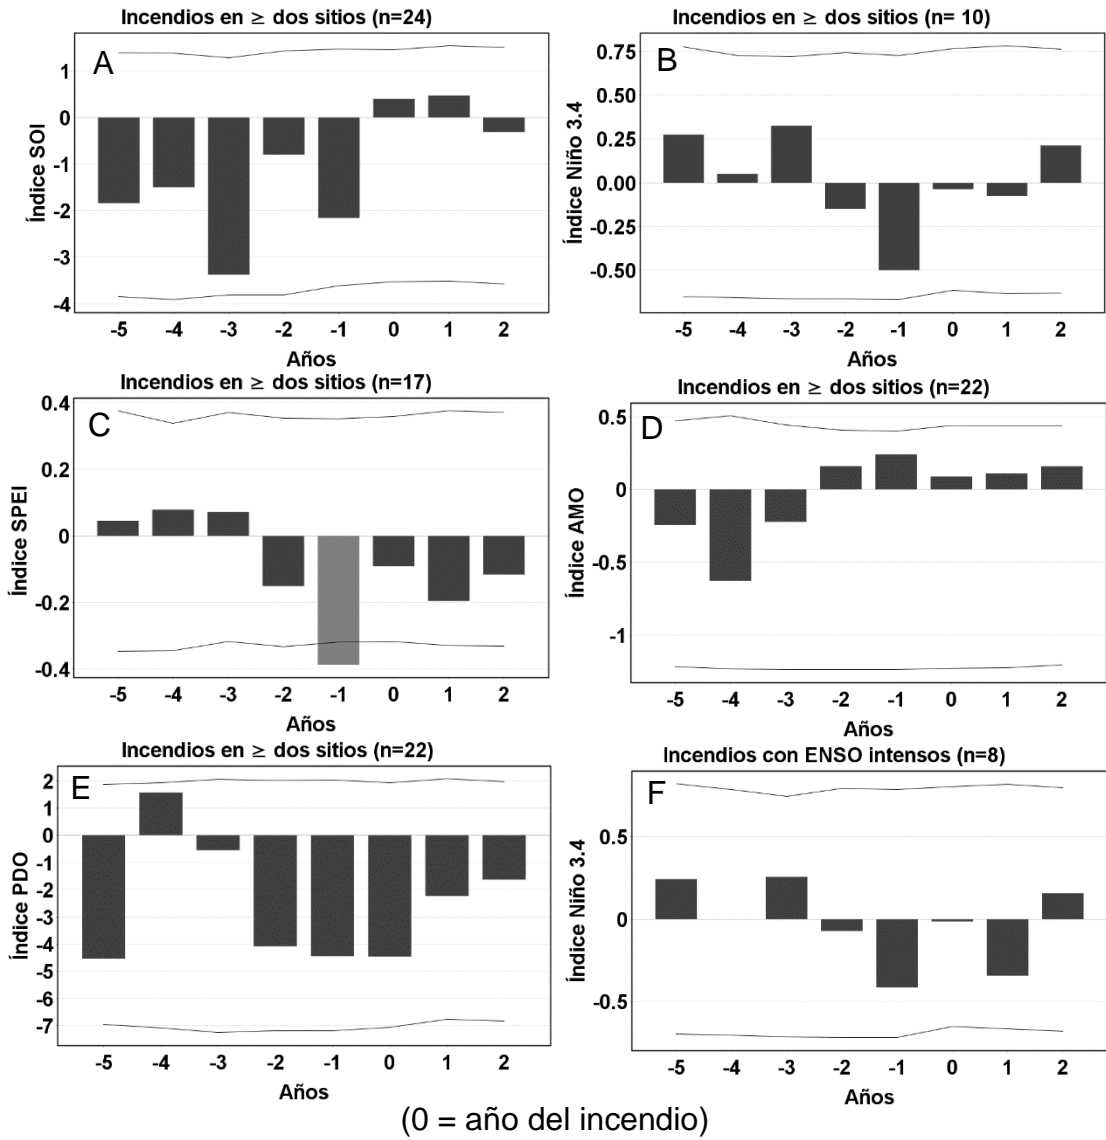 Incendios en ≥ dos sitios (n=24)
A
Índice SOI
1
0
-1
-2
-3
-4
-5 -4 -3 -2 -1 0 1 2
Años
Incendios en ≥ dos sitios (n= 10)
B
Índice Niño 3.4
0.75
0.50
0.25
0.00
-0.25
-0.50
-5 -4 -3 -2 -1 0 1 2
Años
Incendios en ≥ dos sitios (n=17)
C
Índice SPEI
0.4
0.2
0
-0.2
-0.4
-5 -4 -3 -2 -1 0 1 2
Años
Incendios en ≥ dos sitios (n=22)
D
Índice AMO
0.5
0
-0.5
-1
-5 -4 -3 -2 -1 0 1 2
Años
Incendios en ≥ dos sitios (n=22)
E
Índice PDO
2
1
0
-1
-2
-3
-4
-5
-6
-7
-5 -4 -3 -2 -1 0 1 2
Años
Incendios con ENSO intensos (n=8)
F
Índice Niño 3.4
0.5
0
-0.5
-5 -4 -3 -2 -1 0 1 2
Años
(0 = año del incendio)